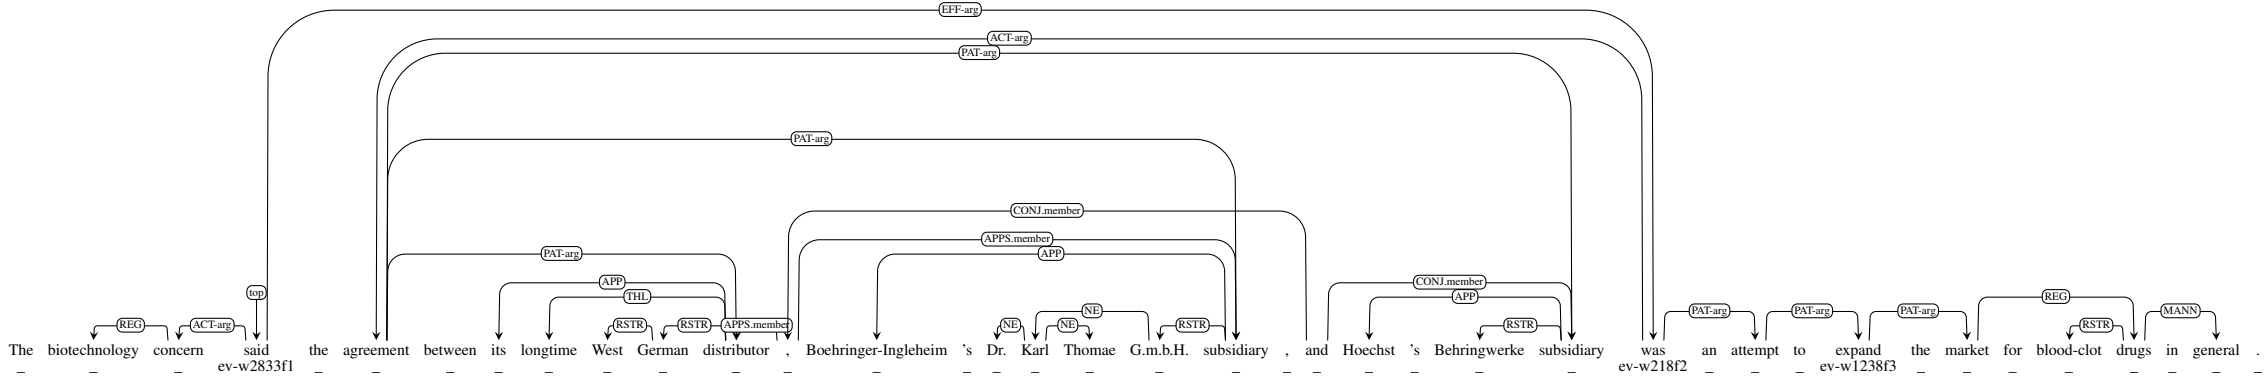 EFF-arg
ACT-arg
PAT-arg
PAT-arg
CONJ.member
APPS.member
PAT-arg APP
APP CONJ.member
top THL APP REG
NE PAT-arg PAT-arg PAT-arg MANN
REG ACT-arg RSTR RSTR APPS.member NE NE RSTR RSTR RSTR
The biotechnology concern said the agreement between its longtime West German distributor , Boehringer-Ingleheim 's Dr. Karl Thomae G.m.b.H. subsidiary , and Hoechst 's Behringwerke subsidiary was an attempt to expand the market for blood-clot drugs in general .
_ _ _ ev-w2833f1 _ _ _ _ _ _ _ _ _ _ _ _ _ _ _ _ _ _ _ _ _ _ ev-w218f2 _ _ _ ev-w1238f3 _ _ _ _ _ _ _ _